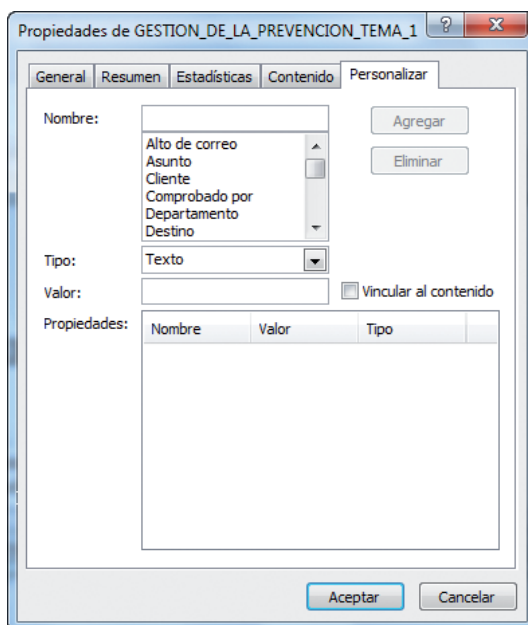 Propiedades de GESTION_DE_LA_PREVENCION_TEMA_1
General Resumen Estadísticas Contenido Personalizar
Nombre: Agregar
Alto de correo
Asunto
Cliente
Comprobado por
Departamento
Destino
Eliminar
Tipo: Texto
Valor: Vincular al contenido
Propiedades: Nombre Valor Tipo
Aceptar Cancelar